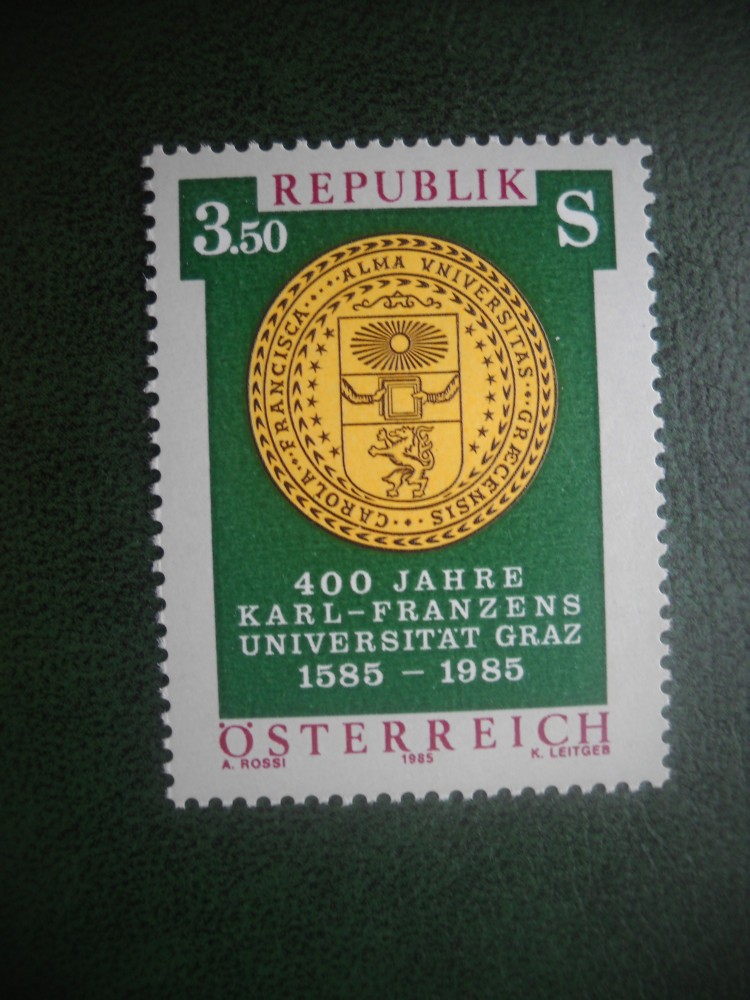 REPUBLIK
3.50 S
CAROLA · FRANCISCA ····· ALMA VNIVERSITAS ··· GRÆCENSIS ··
400 JAHRE
KARL–FRANZENS
UNIVERSITÄT GRAZ
1585 – 1985
ÖSTERREICH
A. ROSSI 1985 K. LEITGEB